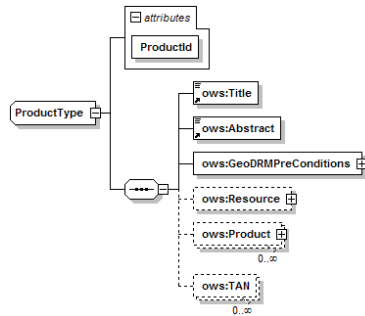 attributes
ProductId
ProductType
ows:Title
ows:Abstract
ows:GeoDRMPreConditions
ows:Resource
ows:Product
0..∞
ows:TAN
0..∞